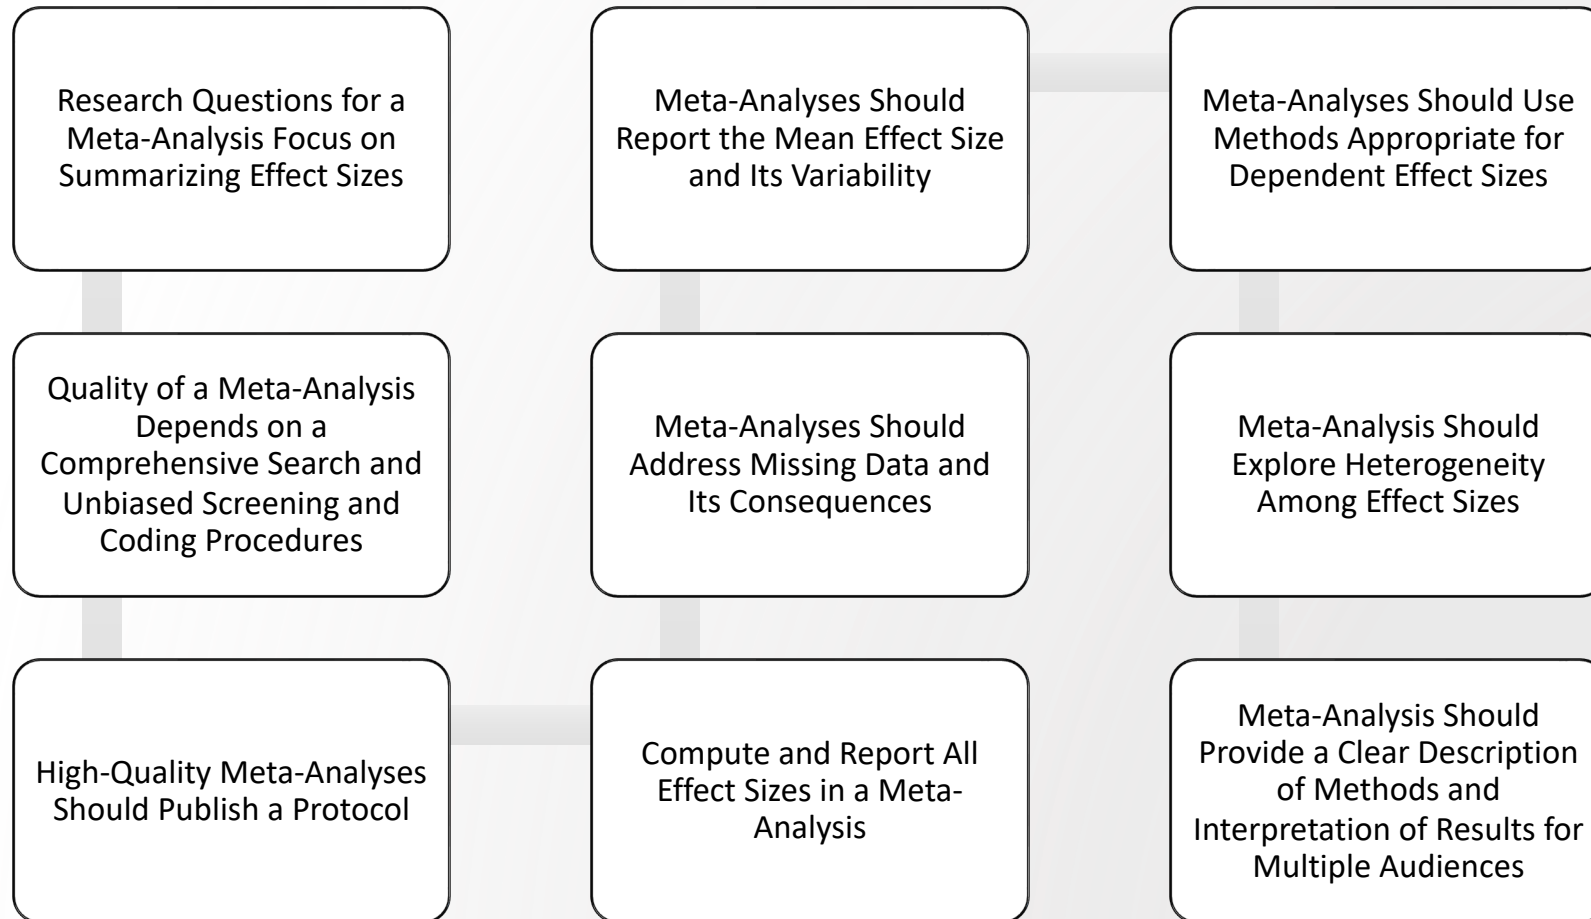 Research Questions for a
Meta-Analysis Focus on
Summarizing Effect Sizes
Quality of a Meta-Analysis
Depends on a
Comprehensive Search and
Unbiased Screening and
Coding Procedures
High-Quality Meta-Analyses
Should Publish a Protocol
Compute and Report All
Effect Sizes in a Meta-
Analysis
Meta-Analyses Should
Address Missing Data and
Its Consequences
Meta-Analyses Should
Report the Mean Effect Size
and Its Variability
Meta-Analyses Should Use
Methods Appropriate for
Dependent Effect Sizes
Meta-Analysis Should
Explore Heterogeneity
Among Effect Sizes
Meta-Analysis Should
Provide a Clear Description
of Methods and
Interpretation of Results for
Multiple Audiences